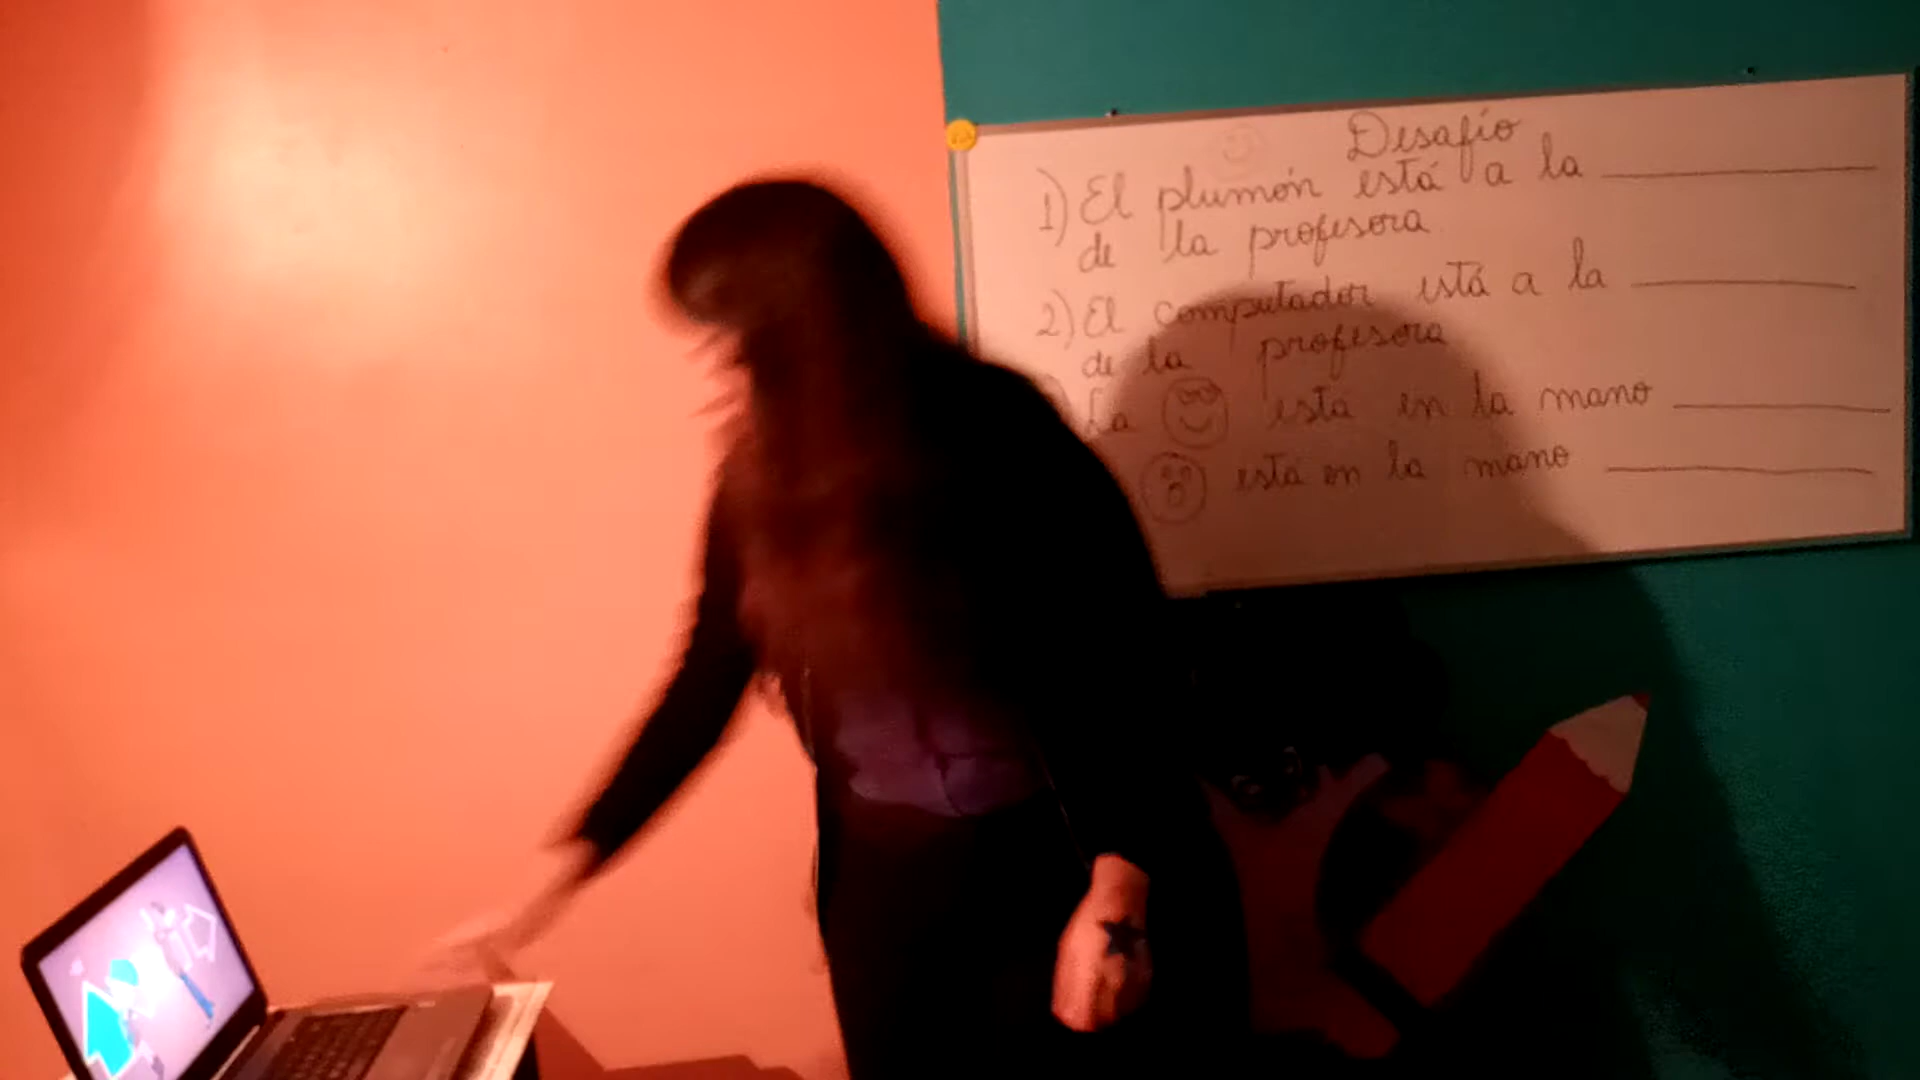 Desafío
1) El plumón está a la
de la profesora
2) El computador está a la
de la profesora
La está en la mano
está en la mano